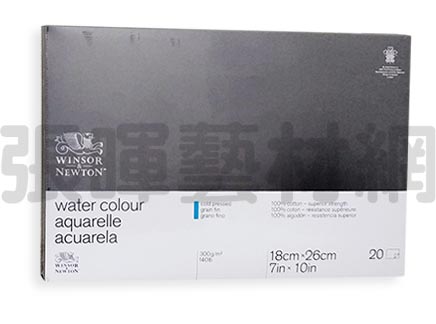 張暉藝材網
WINSOR
&
NEWTON™
water colour
aquarelle
acuarela
cold pressed
grain fin
grano fino
100% cotton – superior strength
100% coton – résistance supérieure
100% algodón – resistencia superior
300g/m²
140lb
18cm×26cm
7in×10in
20
WINSOR
&
NEWTON